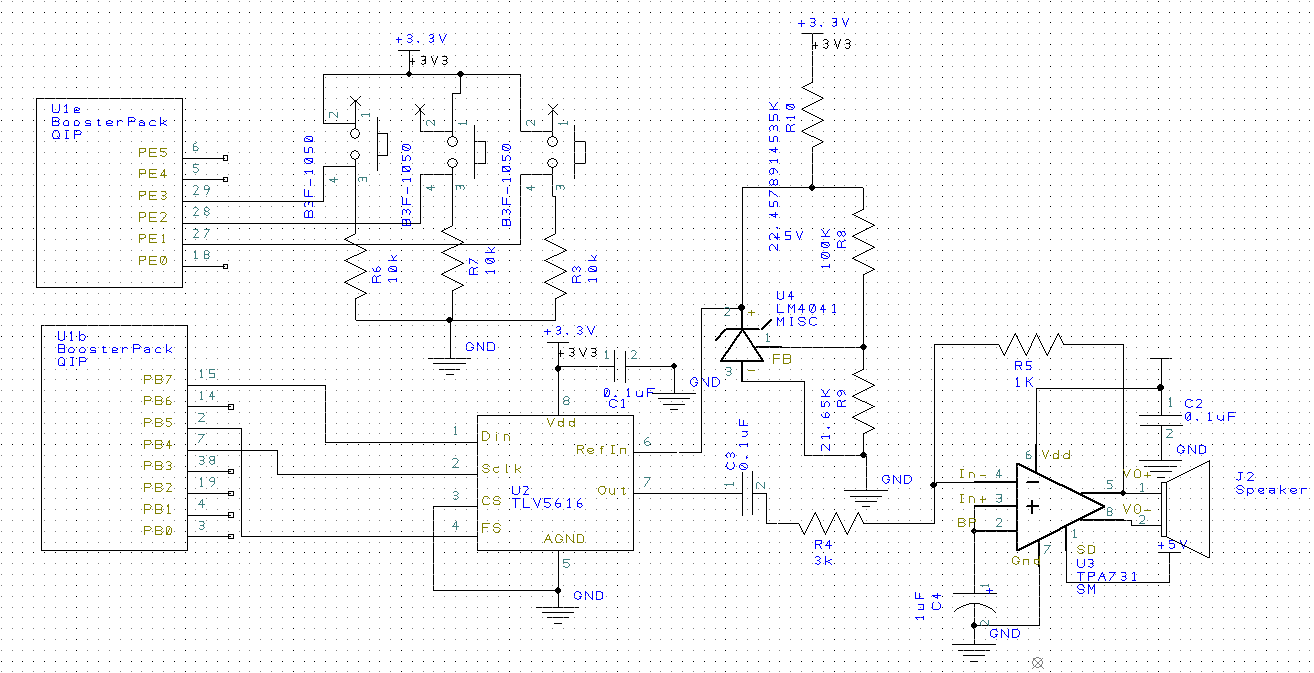 +3.3V
+3V3
+3.3V
+3V3
U1e
BoosterPack
QIP
PE5 6
PE4 5
PE3 29
PE2 28
PE1 27
PE0 18
2 1
B3F-1050
4 3
2 1
B3F-1050
4 3
2 1
B3F-1050
4 3
R6 10k
R7 10k
R3 10k
GND
R10
+5V
100K R8
U4
LM4041
MISC
2 +
1
FB
3 -
21.65K R9
GND
U1b
BoosterPack
QIP
PB7 15
PB6 14
PB5 2
PB4 7
PB3 38
PB2 19
PB1 4
PB0 3
+3.3V
+3V3
1 2
0.1uF
C1
GND
8
Vdd
1 Din
2 Sclk
3 CS
4 FS
U2
TLV5616
RefIn 6
Out 7
AGND
5
GND
C3 0.1uF
1 2
R4
3k
R5
1K
1
C2
0.1uF
2
GND
6 Vdd
In- 4
In+ 3
BP 2
Gnd 7
5 VO+ 1
8 VO- 2
1
SD
U3
TPA731
SM
+5V
J2
Speaker
1uF C4
1 +
2
GND